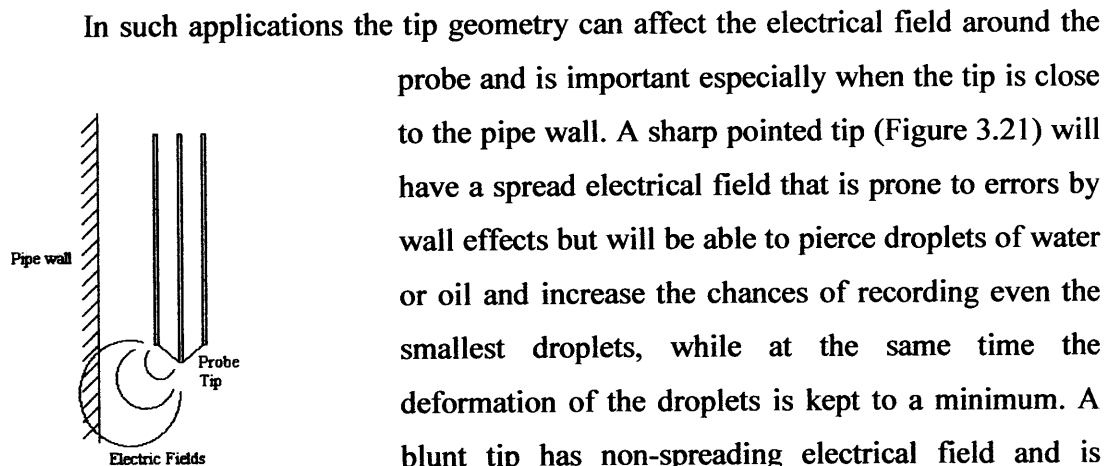 In such applications the tip geometry can affect the electrical field around the
probe and is important especially when the tip is close
to the pipe wall. A sharp pointed tip (Figure 3.21) will
have a spread electrical field that is prone to errors by
wall effects but will be able to pierce droplets of water
or oil and increase the chances of recording even the
smallest droplets, while at the same time the
deformation of the droplets is kept to a minimum. A
blunt tip has non-spreading electrical field and is
Pipe wall
Probe
Tip
Electric Fields